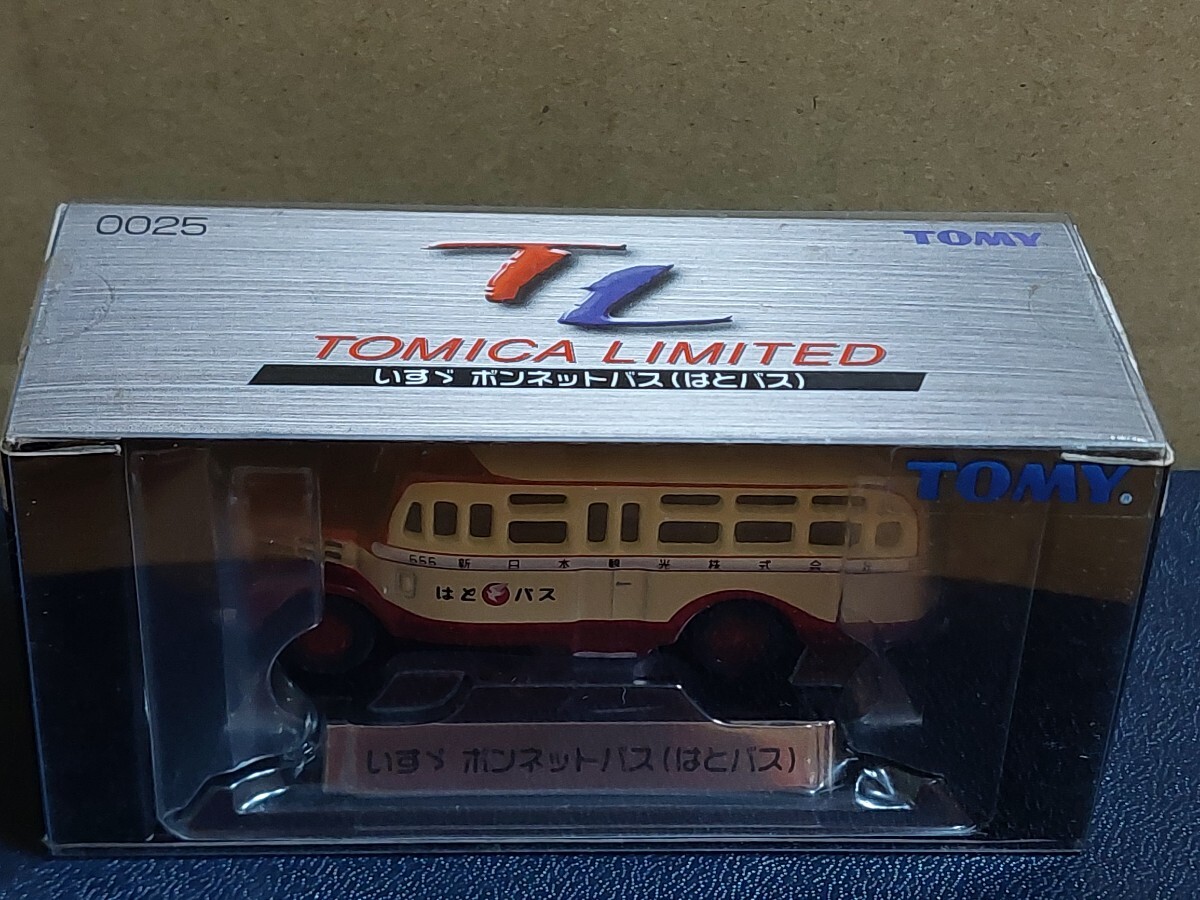 0025
TOMY
TL
TOMICA LIMITED
いすゞ ボンネットバス(はとバス)
TOMY
555 新日本観光株式会社
はとバス
いすゞ ボンネットバス(はとバス)